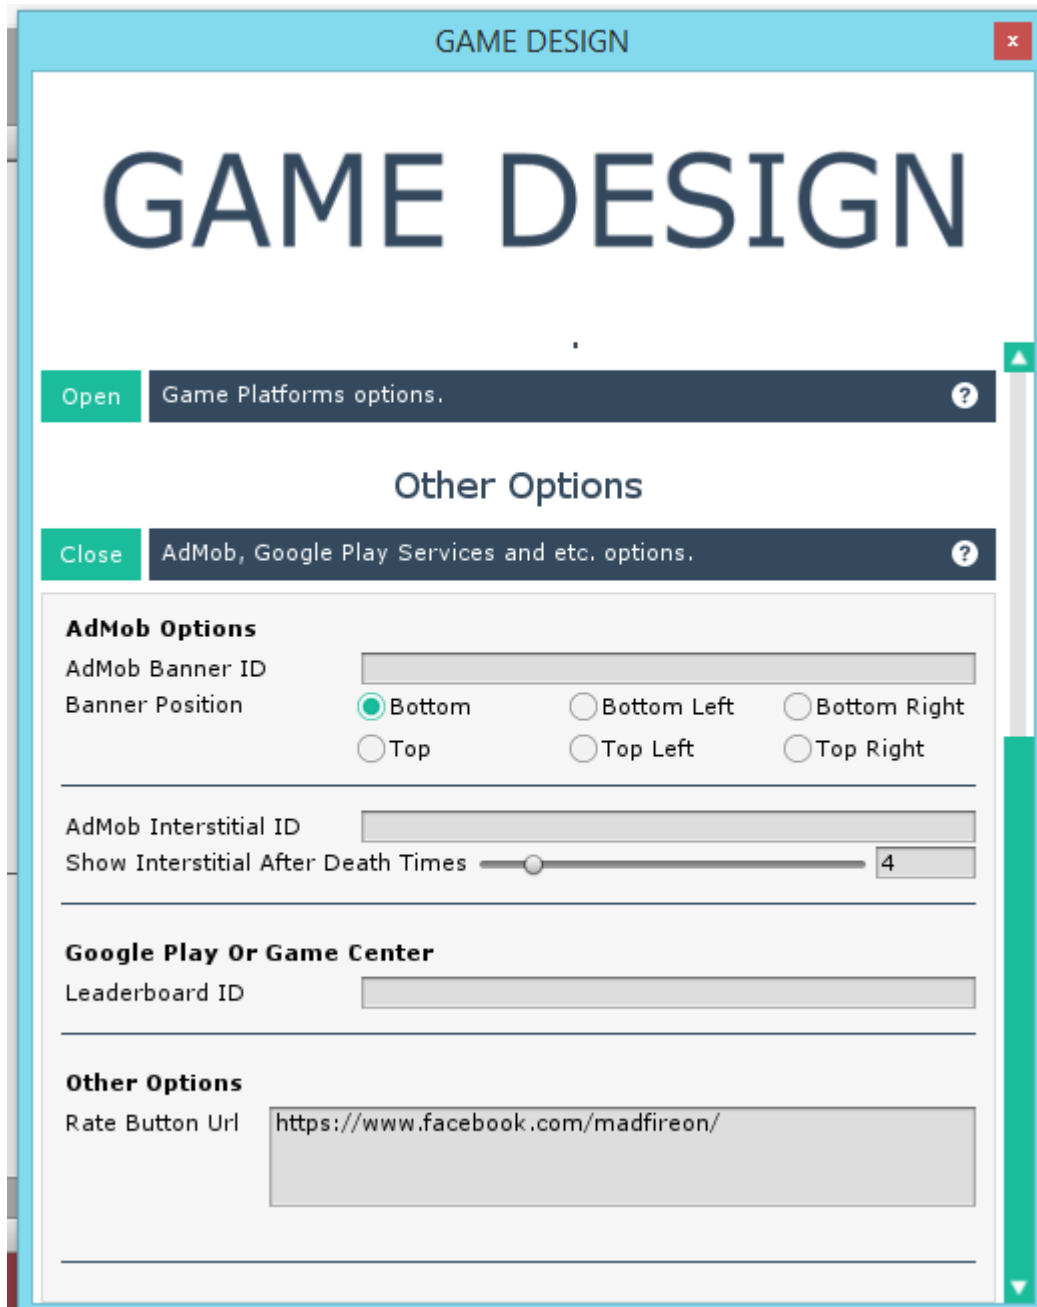 GAME DESIGN
x
GAME DESIGN
.
Open Game Platforms options. ?
Other Options
Close AdMob, Google Play Services and etc. options. ?
AdMob Options
AdMob Banner ID
Banner Position Bottom Bottom Left Bottom Right
Top Top Left Top Right
AdMob Interstitial ID
Show Interstitial After Death Times 4
Google Play Or Game Center
Leaderboard ID
Other Options
Rate Button Url https://www.facebook.com/madfireon/